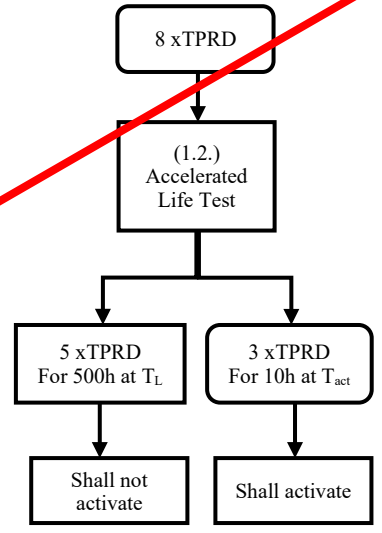 8 xTPRD
(1.2.)
Accelerated
Life Test
5 xTPRD
For 500h at TL
3 xTPRD
For 10h at Tact
Shall not
activate
Shall activate